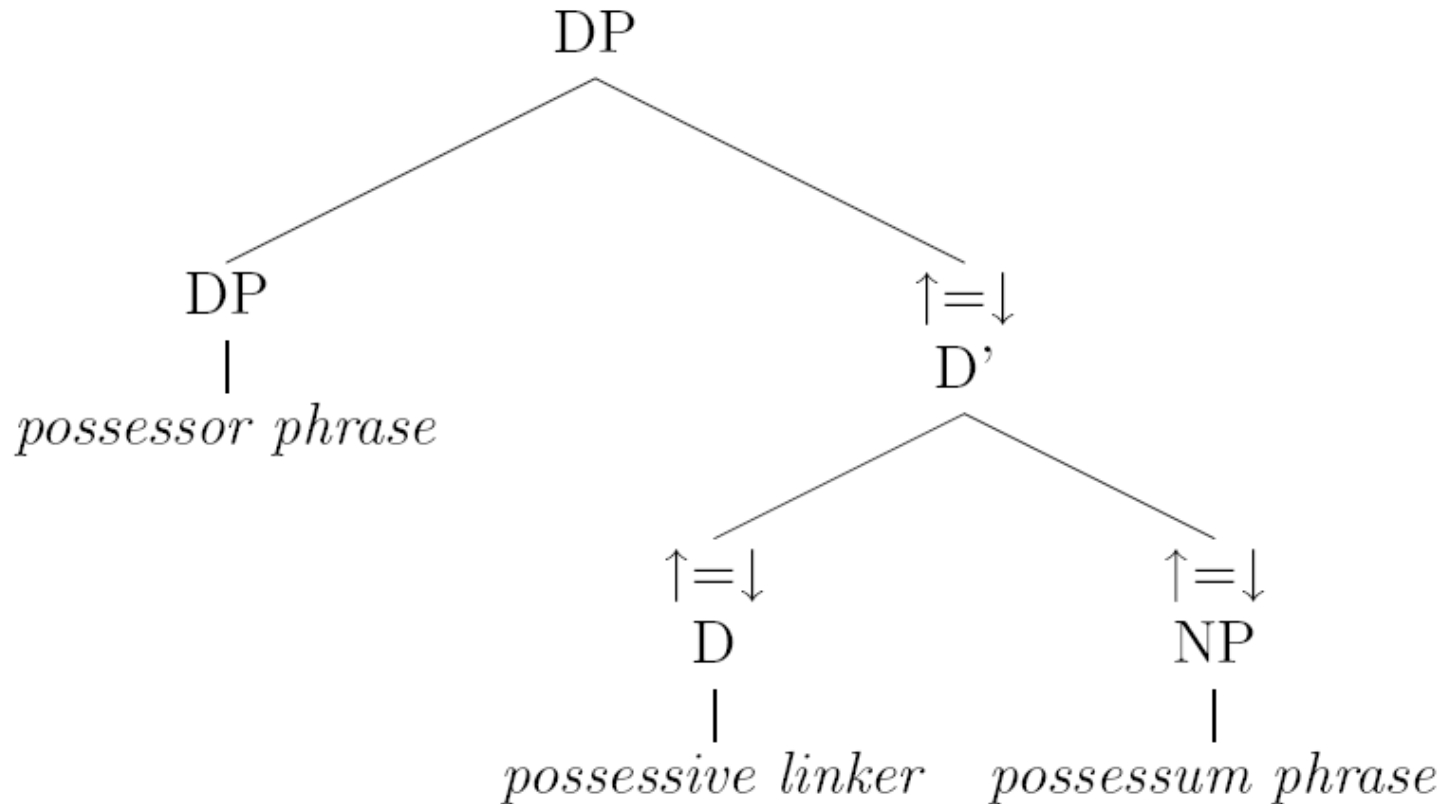 DP
DP
↑=↓
D’
possessor phrase
↑=↓ ↑=↓
D NP
possessive linker possessum phrase